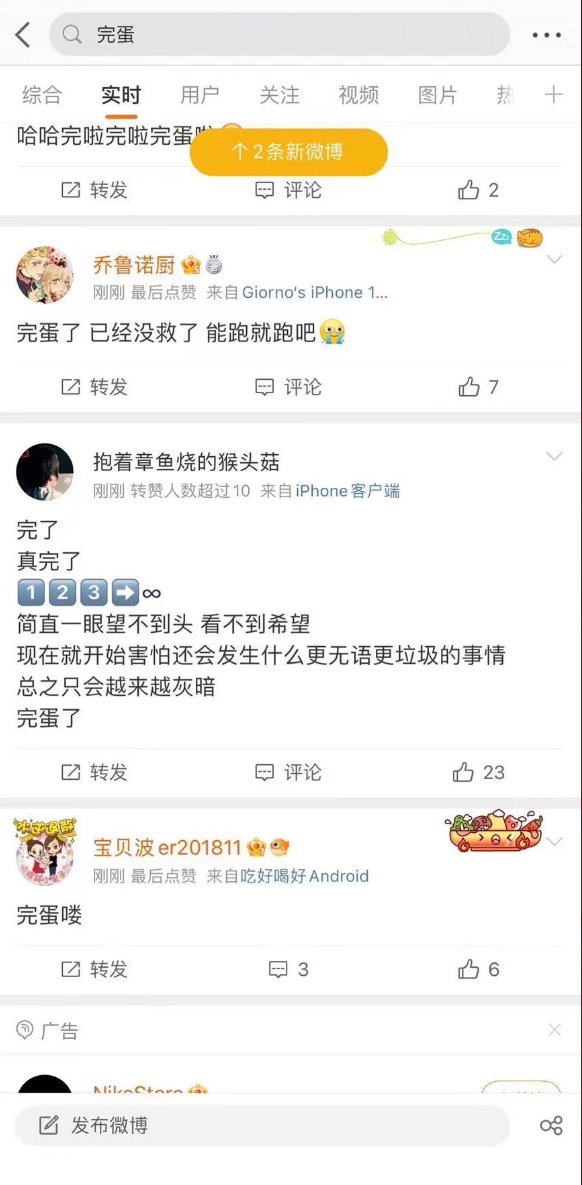 完蛋
综合 实时 用户 关注 视频 图片 热
哈哈完啦完啦完蛋啦
个2条新微博
转发 评论 2
乔鲁诺厨
刚刚 最后点赞 来自Giorno's iPhone 1...
完蛋了 已经没救了 能跑就跑吧😭
转发 评论 7
抱着章鱼烧的猴头菇
刚刚 转赞人数超过10 来自iPhone客户端
完了
真完了
1️⃣2️⃣3️⃣➡️∞
简直一眼望不到头 看不到希望
现在就开始害怕还会发生什么更无语更垃圾的事情
总之只会越来越灰暗
完蛋了
转发 评论 23
宝贝波er201811
刚刚 最后点赞 来自吃好喝好Android
完蛋喽
转发 3 6
广告
NikeStore
发布微博